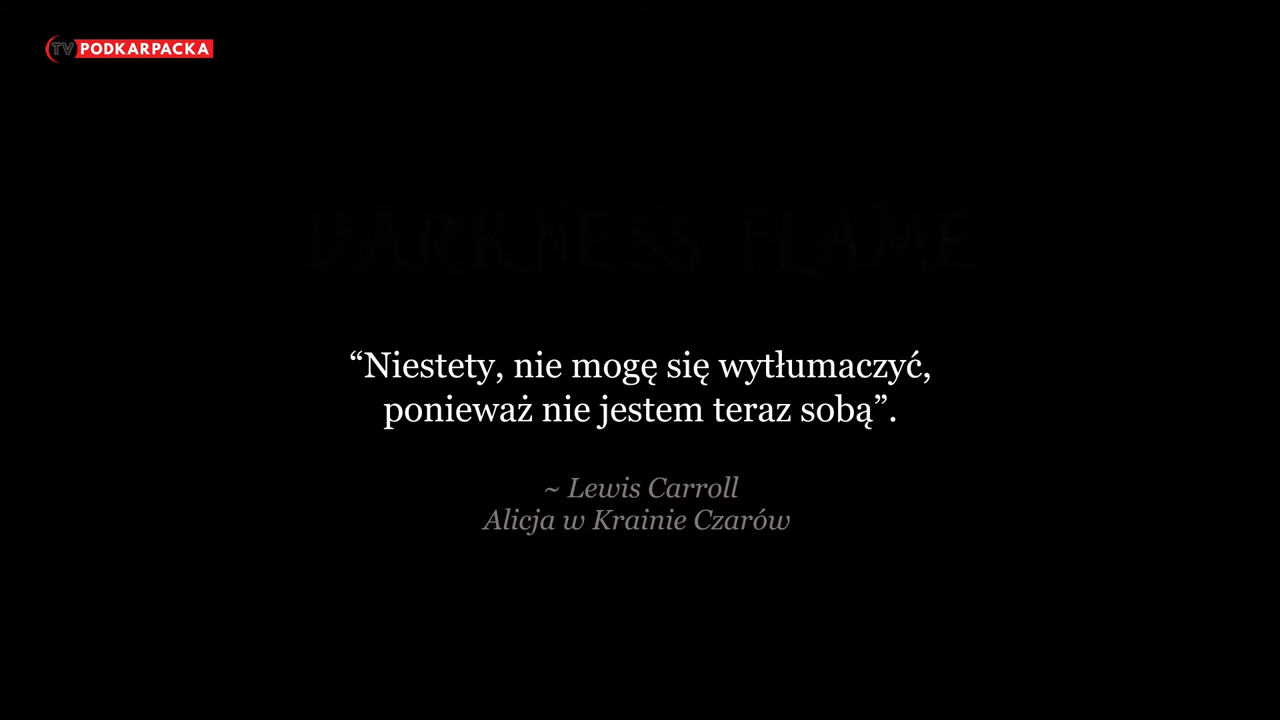 TV PODKARPACKA
DARKNESS FLAME
“Niestety, nie mogę się wytłumaczyć,
ponieważ nie jestem teraz sobą”.
~ Lewis Carroll
Alicja w Krainie Czarów